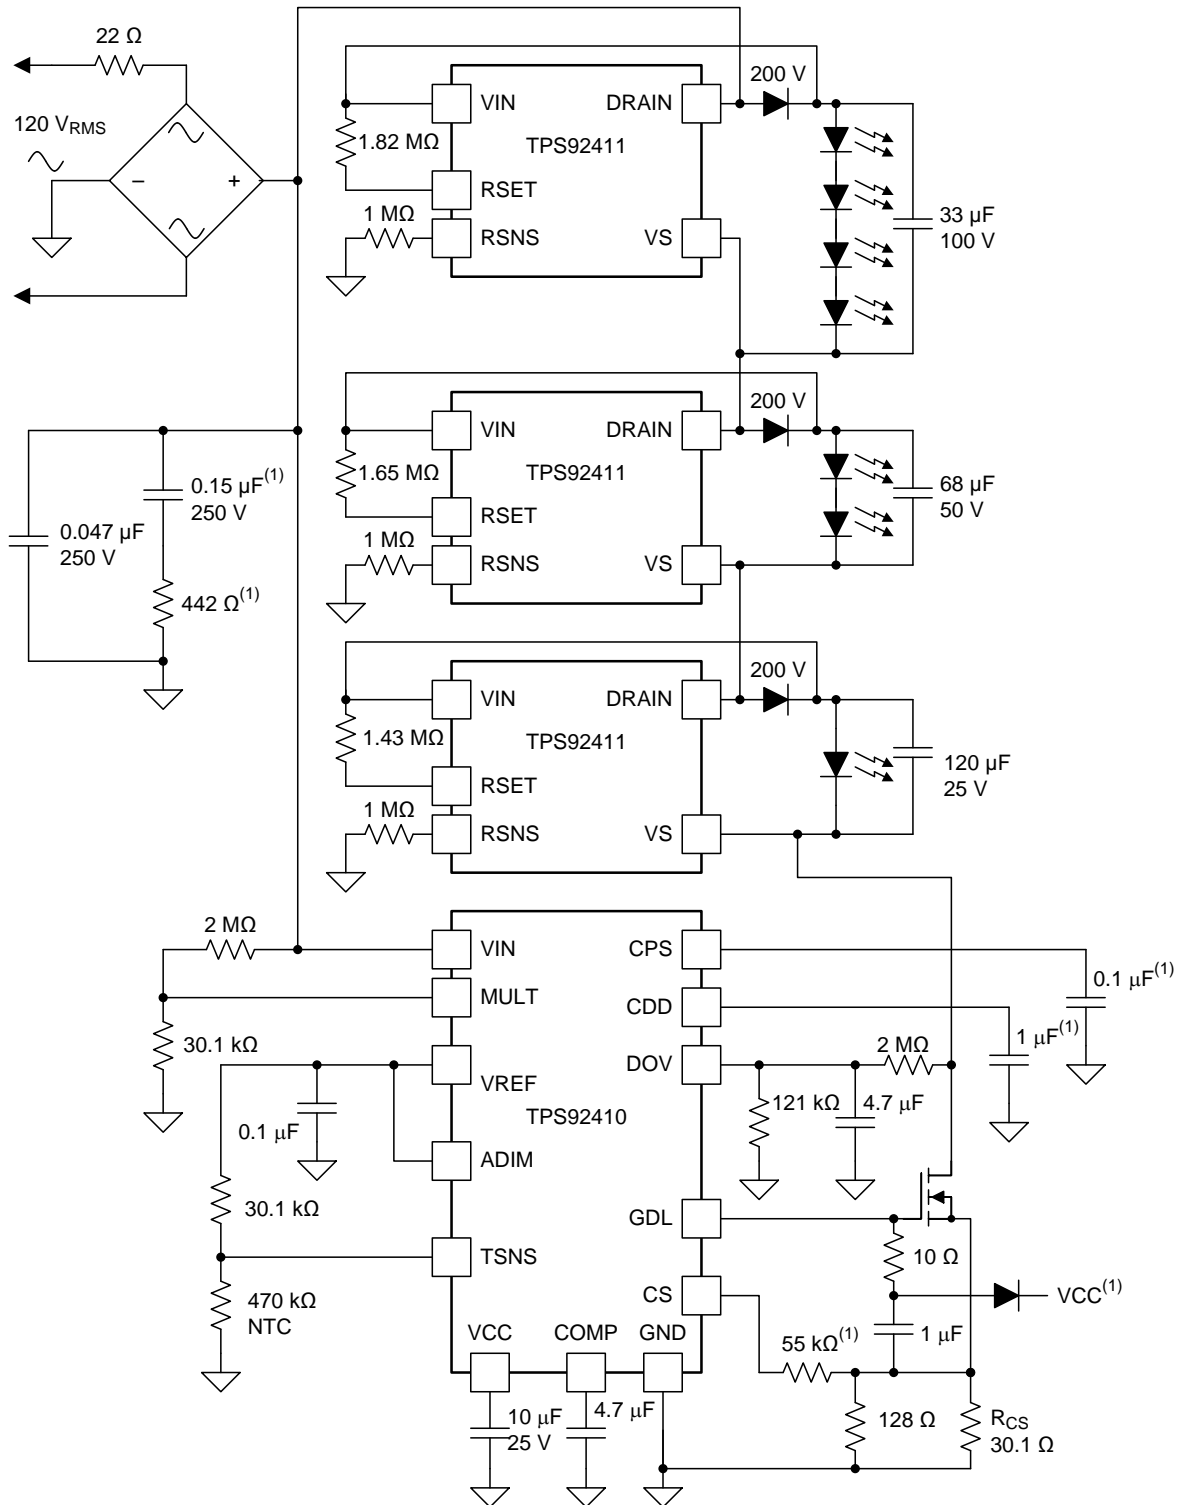 22 Ω
120 VRMS
−
+
200 V
VIN
DRAIN
TPS92411
1.82 MΩ
RSET
1 MΩ
RSNS
VS
33 µF
100 V
200 V
VIN
DRAIN
TPS92411
1.65 MΩ
RSET
1 MΩ
RSNS
VS
68 µF
50 V
0.15 µF(1)
250 V
0.047 µF
250 V
442 Ω(1)
200 V
VIN
DRAIN
TPS92411
1.43 MΩ
RSET
1 MΩ
RSNS
VS
120 µF
25 V
2 MΩ
VIN
CPS
MULT
CDD
0.1 µF(1)
30.1 kΩ
VREF
DOV
2 MΩ
1 µF(1)
TPS92410
121 kΩ
4.7 µF
0.1 µF
ADIM
30.1 kΩ
GDL
TSNS
10 Ω
470 kΩ
NTC
CS
VCC(1)
VCC
COMP
GND
55 kΩ(1)
1 µF
10 µF
25 V
4.7 µF
128 Ω
RCS
30.1 Ω